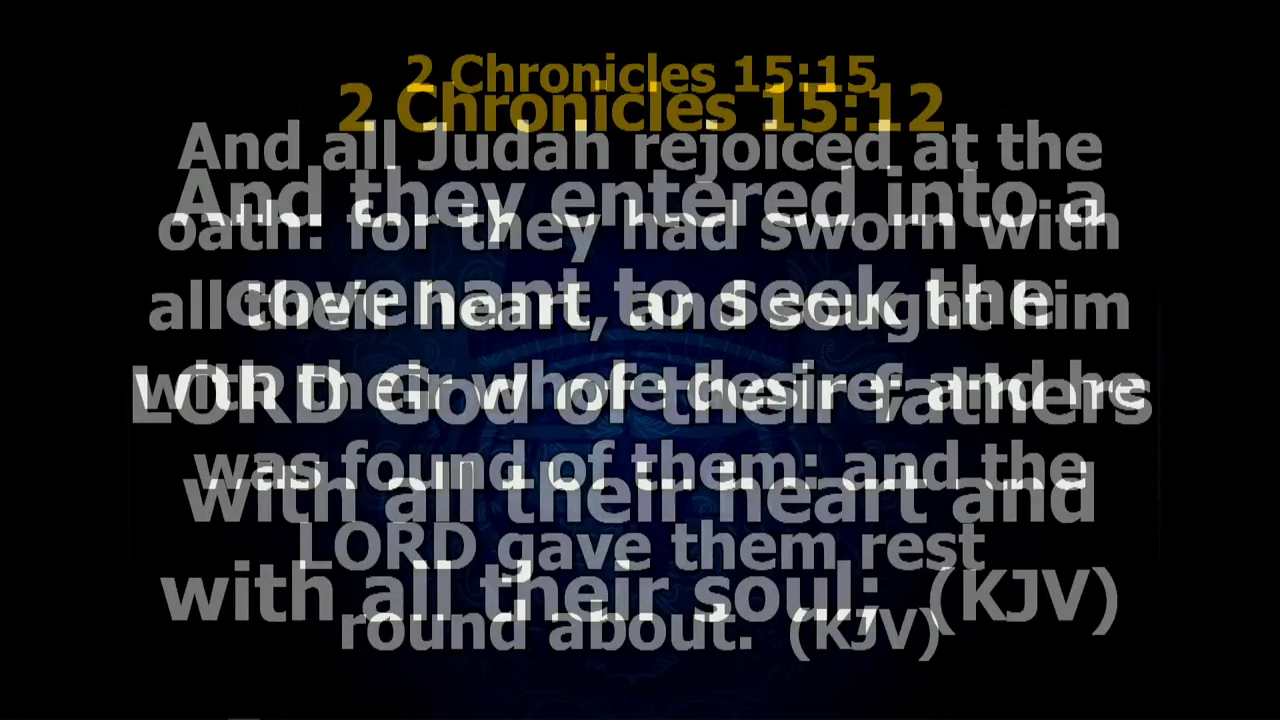 2 Chronicles 15:15
And all Judah rejoiced at the
oath: for they had sworn with
all their heart, and sought him
with their whole desire; and he
was found of them: and the
LORD gave them rest
round about. (KJV)
2 Chronicles 15:12
And they entered into a
covenant to seek the
LORD God of their fathers
with all their heart and
with all their soul; (KJV)